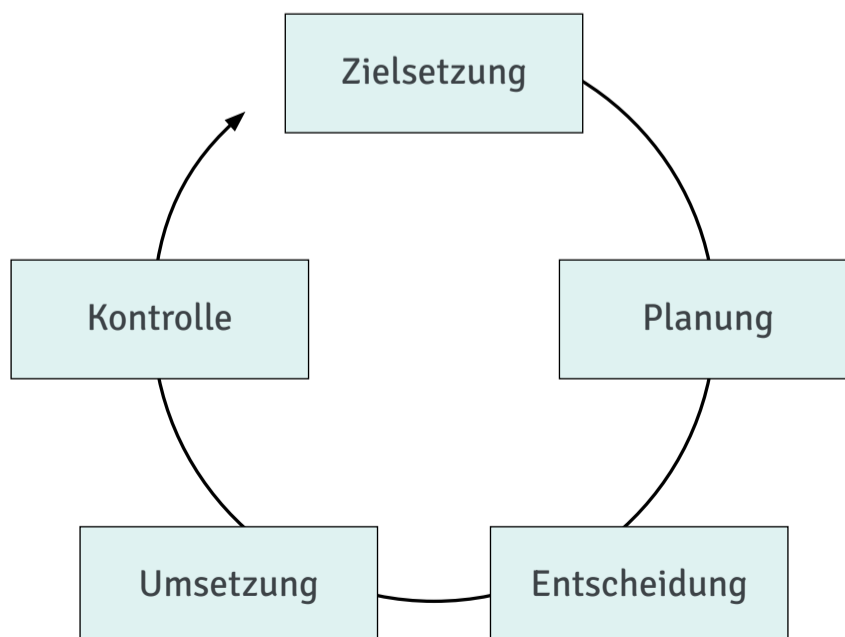 Zielsetzung
Planung
Entscheidung
Umsetzung
Kontrolle